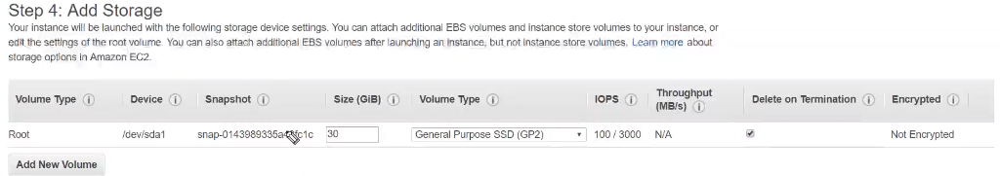 Step 4: Add Storage
Your instance will be launched with the following storage device settings. You can attach additional EBS volumes and instance store volumes to your instance, or
edit the settings of the root volume. You can also attach additional EBS volumes after launching an instance, but not instance store volumes. Learn more about
storage options in Amazon EC2.
Volume Type Device Snapshot Size (GiB) Volume Type IOPS Throughput (MB/s) Delete on Termination Encrypted
Root /dev/sda1 30 General Purpose SSD (GP2) 100 / 3000 N/A Not Encrypted
Add New Volume